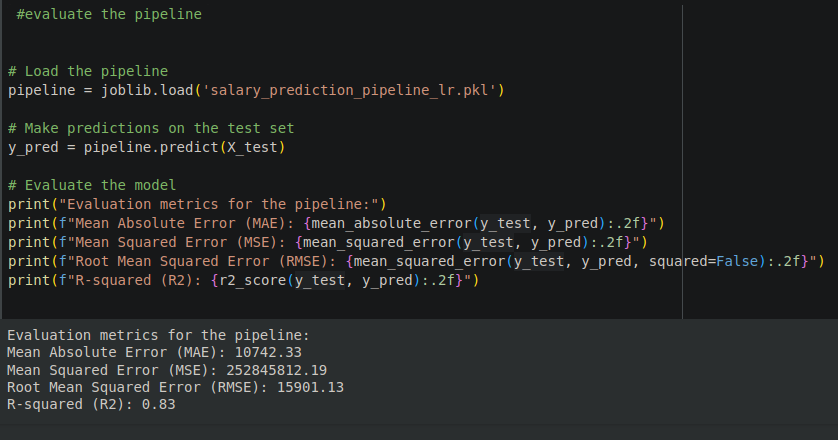 #evaluate the pipeline
# Load the pipeline
pipeline = joblib.load('salary_prediction_pipeline_lr.pkl')
# Make predictions on the test set
y_pred = pipeline.predict(X_test)
# Evaluate the model
print("Evaluation metrics for the pipeline:")
print(f"Mean Absolute Error (MAE): {mean_absolute_error(y_test, y_pred):.2f}")
print(f"Mean Squared Error (MSE): {mean_squared_error(y_test, y_pred):.2f}")
print(f"Root Mean Squared Error (RMSE): {mean_squared_error(y_test, y_pred, squared=False):.2f}")
print(f"R-squared (R2): {r2_score(y_test, y_pred):.2f}")
Evaluation metrics for the pipeline:
Mean Absolute Error (MAE): 10742.33
Mean Squared Error (MSE): 252845812.19
Root Mean Squared Error (RMSE): 15901.13
R-squared (R2): 0.83